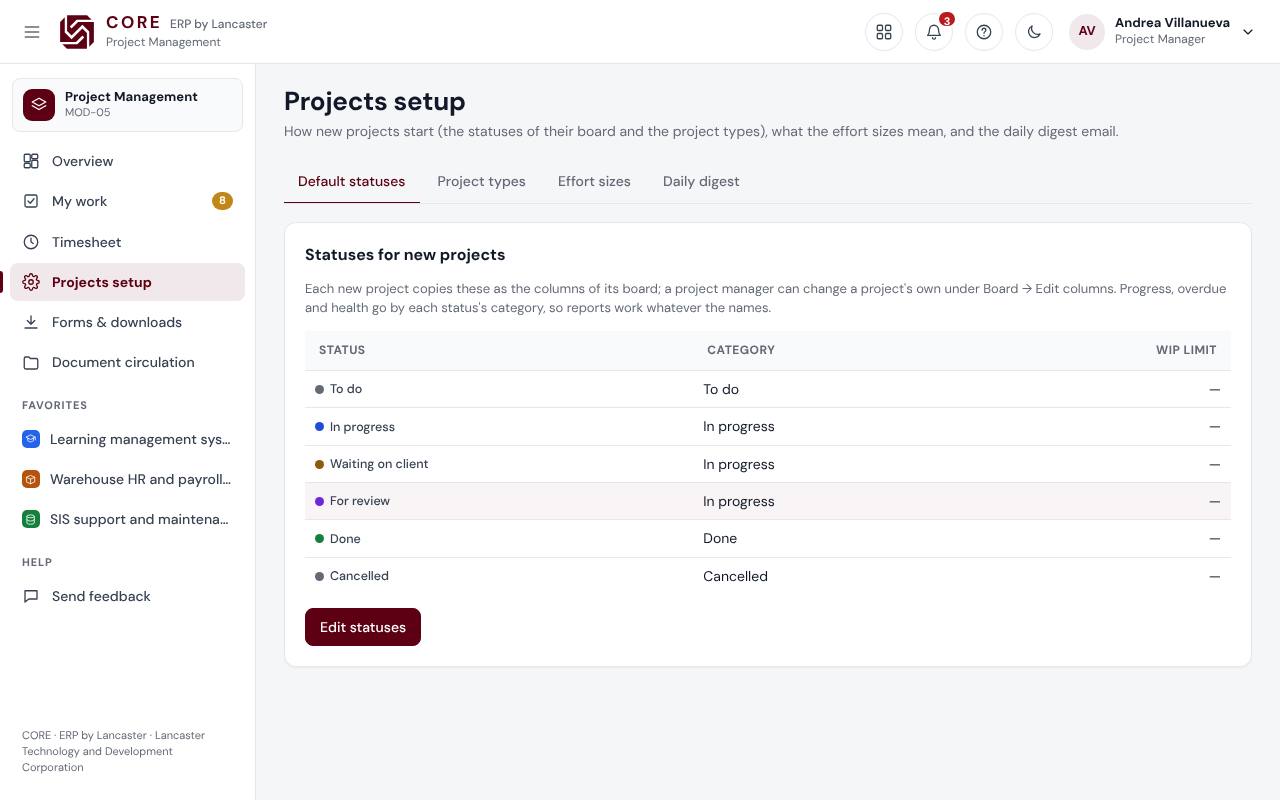 CORE ERP by Lancaster
Project Management
3
AV
Andrea Villanueva
Project Manager
Project Management
MOD-05
Overview
My work 8
Timesheet
Projects setup
Forms & downloads
Document circulation
FAVORITES
Learning management sys...
Warehouse HR and payroll...
SIS support and maintena...
HELP
Send feedback
CORE · ERP by Lancaster · Lancaster
Technology and Development
Corporation
Projects setup
How new projects start (the statuses of their board and the project types), what the effort sizes mean, and the daily digest email.
Default statuses Project types Effort sizes Daily digest
Statuses for new projects
Each new project copies these as the columns of its board; a project manager can change a project's own under Board → Edit columns. Progress, overdue
and health go by each status's category, so reports work whatever the names.
STATUS CATEGORY WIP LIMIT
To do To do —
In progress In progress —
Waiting on client In progress —
For review In progress —
Done Done —
Cancelled Cancelled —
Edit statuses